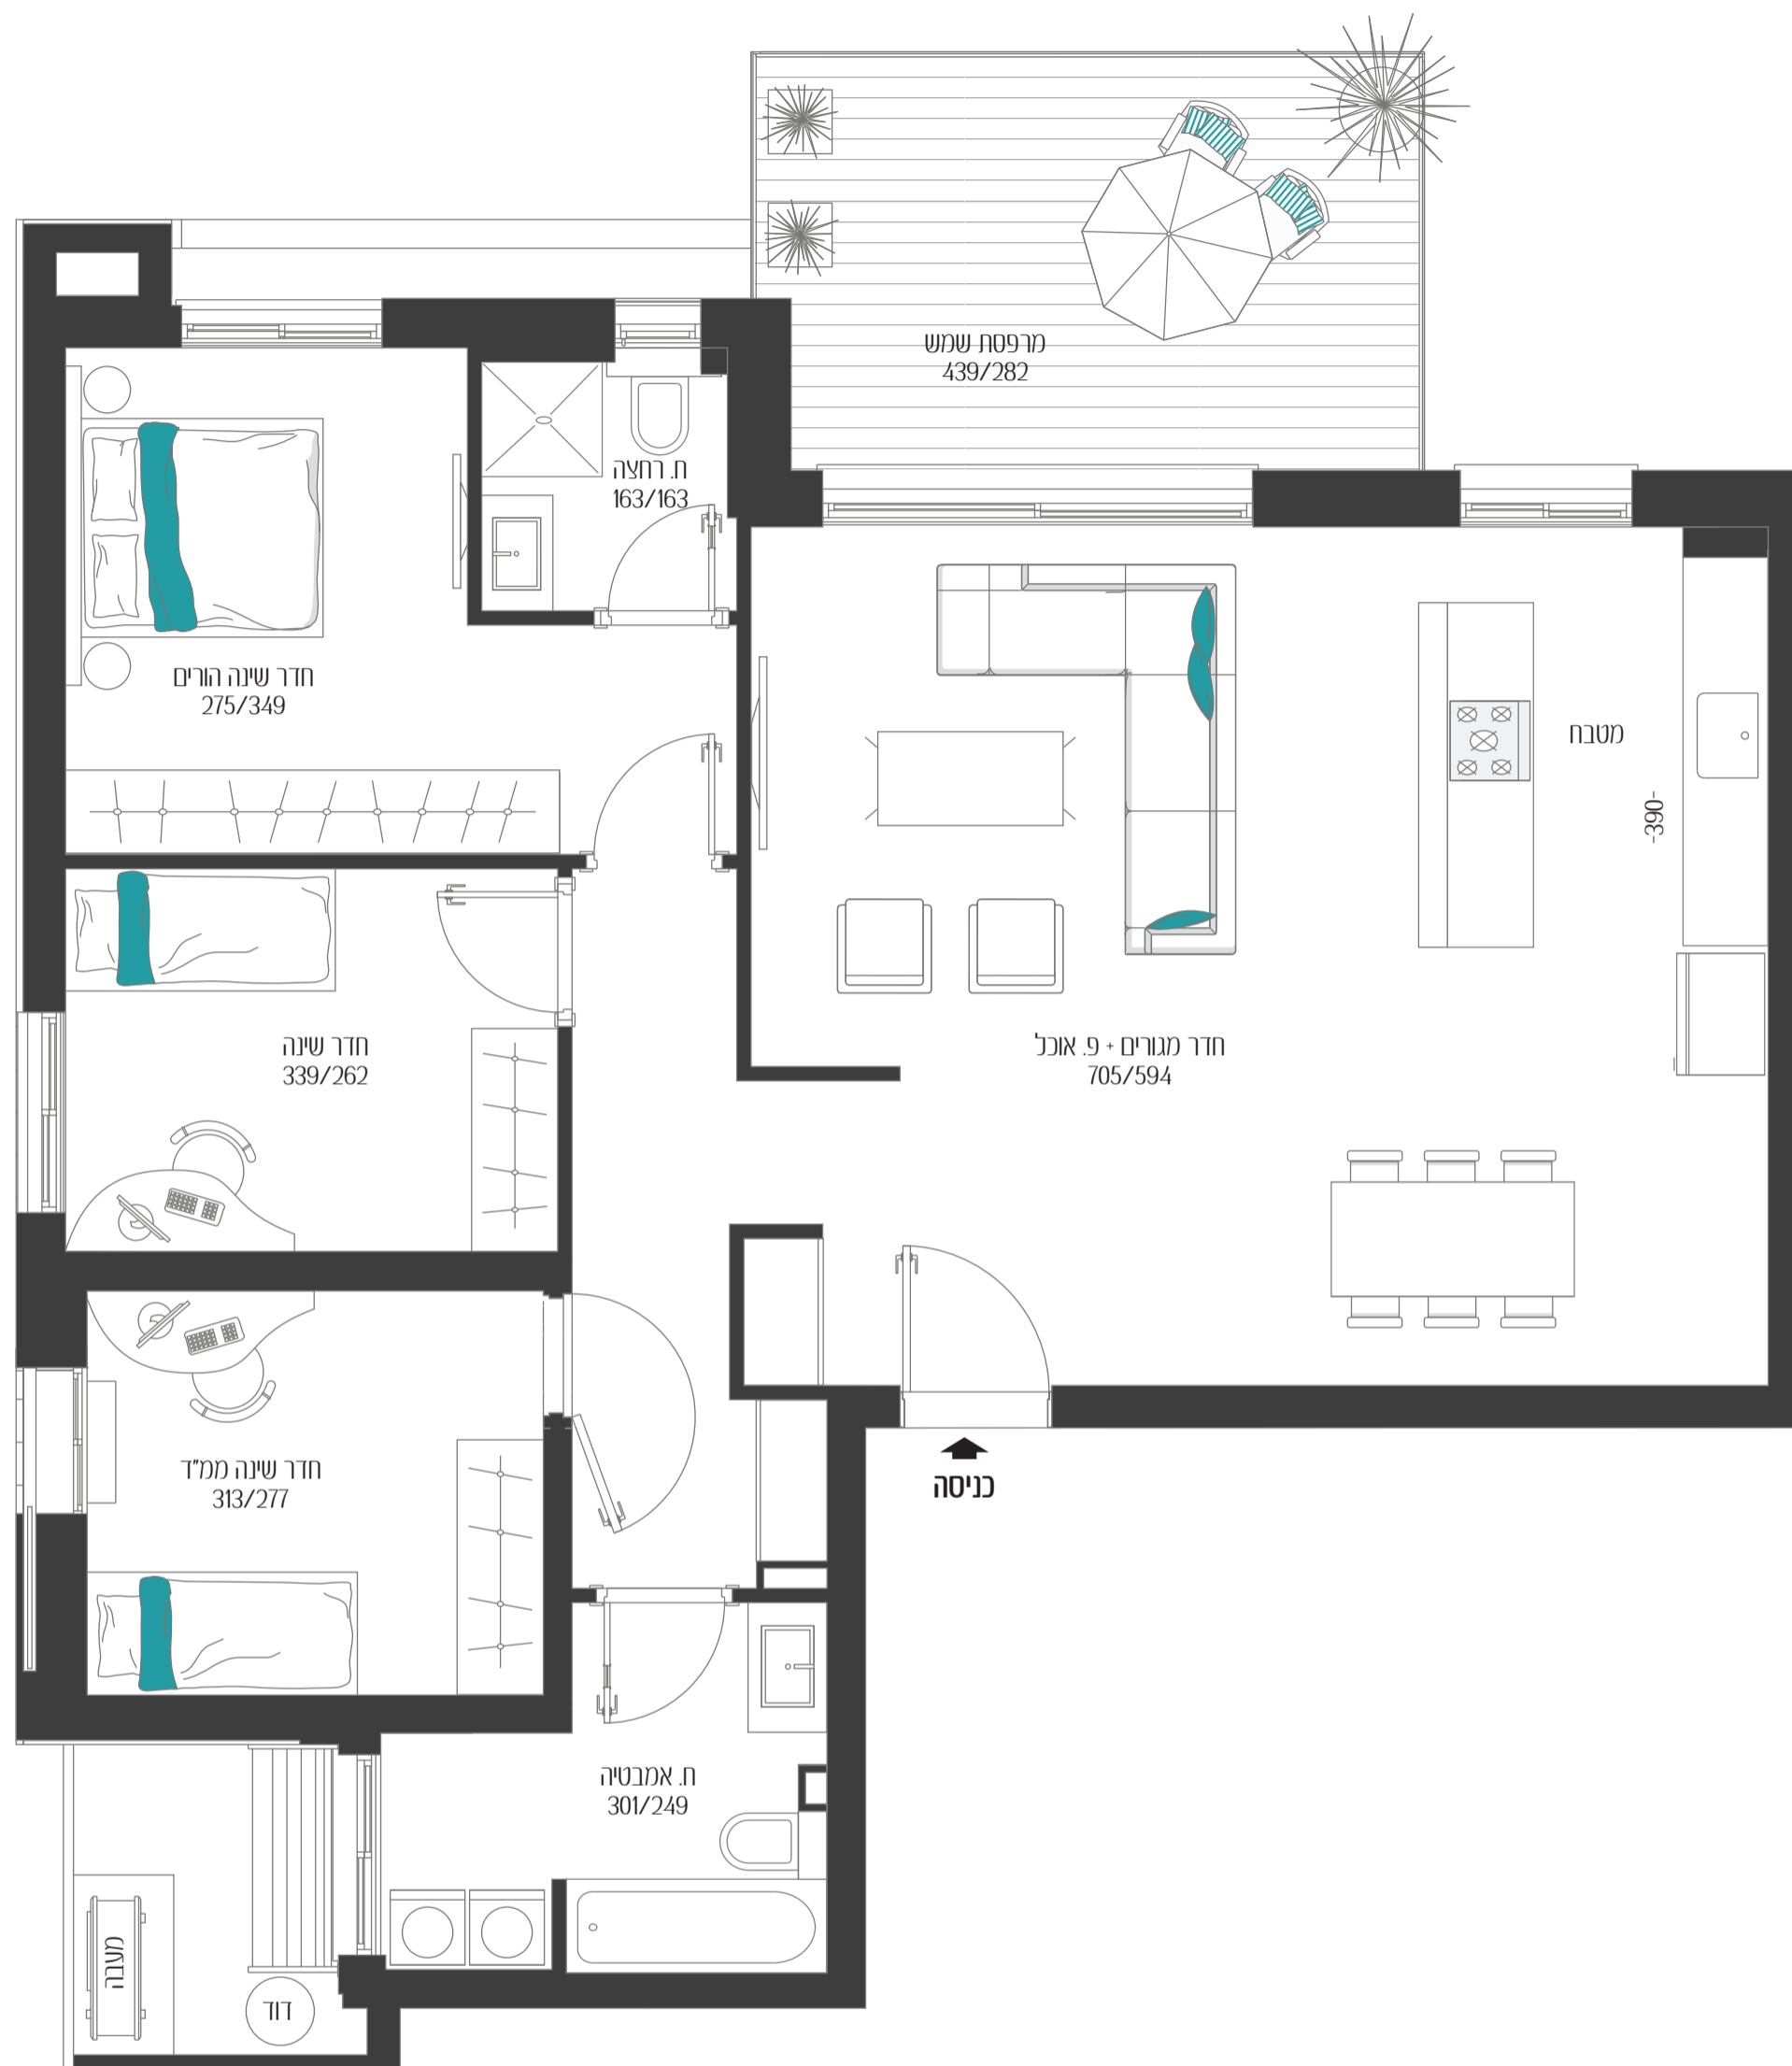 מרפסת שמש
439/282
ח. רחצה
163/163
חדר שינה הורים
275/349
מטבח
-390-
חדר שינה
339/262
חדר מגורים + פ. אוכל
705/594
חדר שינה ממ"ד
313/277
כניסה
ח. אמבטיה
301/249
מעבה
דוד